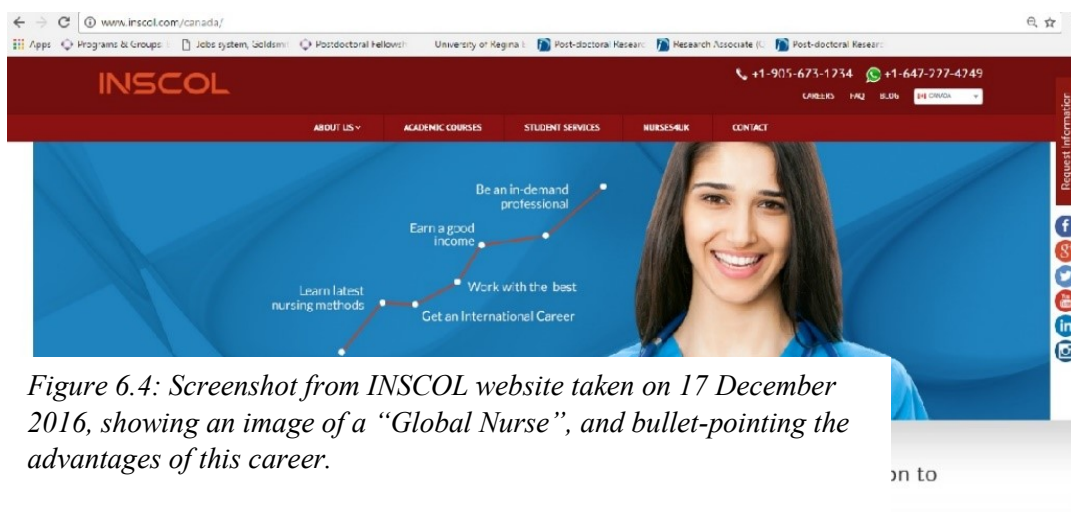 www.inscol.com/canada/
Apps Programs & Groups Jobs system, Goldsmi Postdoctoral Fellowsh University of Regina Post-doctoral Researc Research Associate ( Post-doctoral Researc
INSCOL
+1-905-673-1234 +1-647-277-4249
CAREERS FAQ BLOG CANADA
ABOUT US ACADEMIC COURSES STUDENT SERVICES NURSES4UK CONTACT
Request Information
Be an in-demand
professional
Earn a good
income
Work with the best
Learn latest
nursing methods
Get an International Career
Figure 6.4: Screenshot from INSCOL website taken on 17 December
2016, showing an image of a “Global Nurse”, and bullet-pointing the
advantages of this career.
on to